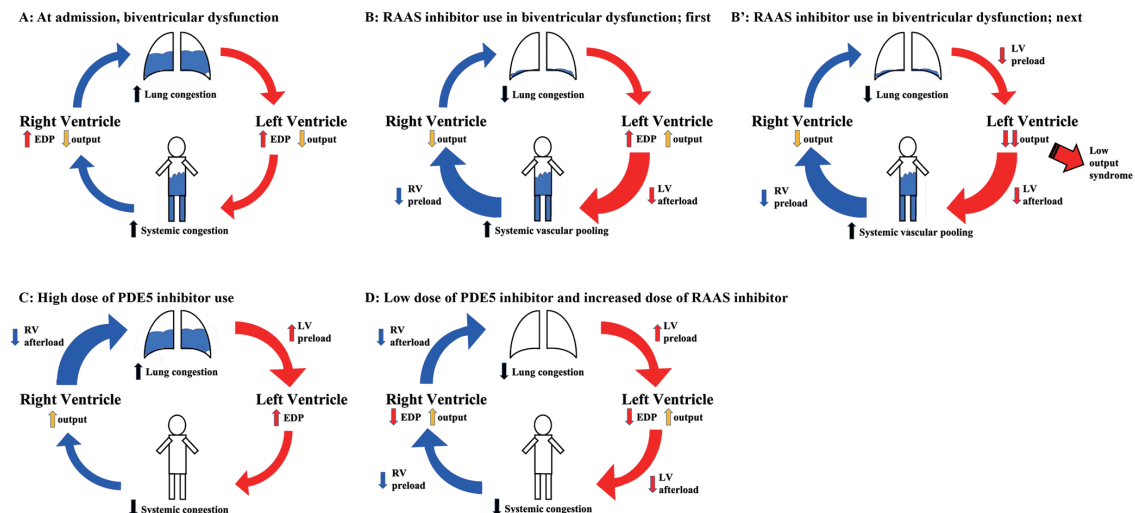 A: At admission, biventricular dysfunction
Lung congestion
Right Ventricle
EDP output
Left Ventricle
EDP output
Systemic congestion
B: RAAS inhibitor use in biventricular dysfunction; first
Lung congestion
Right Ventricle
output
Left Ventricle
EDP output
RV
preload
LV
afterload
Systemic vascular pooling
B’: RAAS inhibitor use in biventricular dysfunction; next
LV
preload
Lung congestion
Right Ventricle
output
Left Ventricle
output
Low
output
syndrome
RV
preload
LV
afterload
Systemic vascular pooling
C: High dose of PDE5 inhibitor use
RV
afterload
LV
preload
Lung congestion
Right Ventricle
output
Left Ventricle
EDP
Systemic congestion
D: Low dose of PDE5 inhibitor and increased dose of RAAS inhibitor
RV
afterload
LV
preload
Lung congestion
Right Ventricle
EDP output
Left Ventricle
EDP output
RV
preload
LV
afterload
Systemic congestion